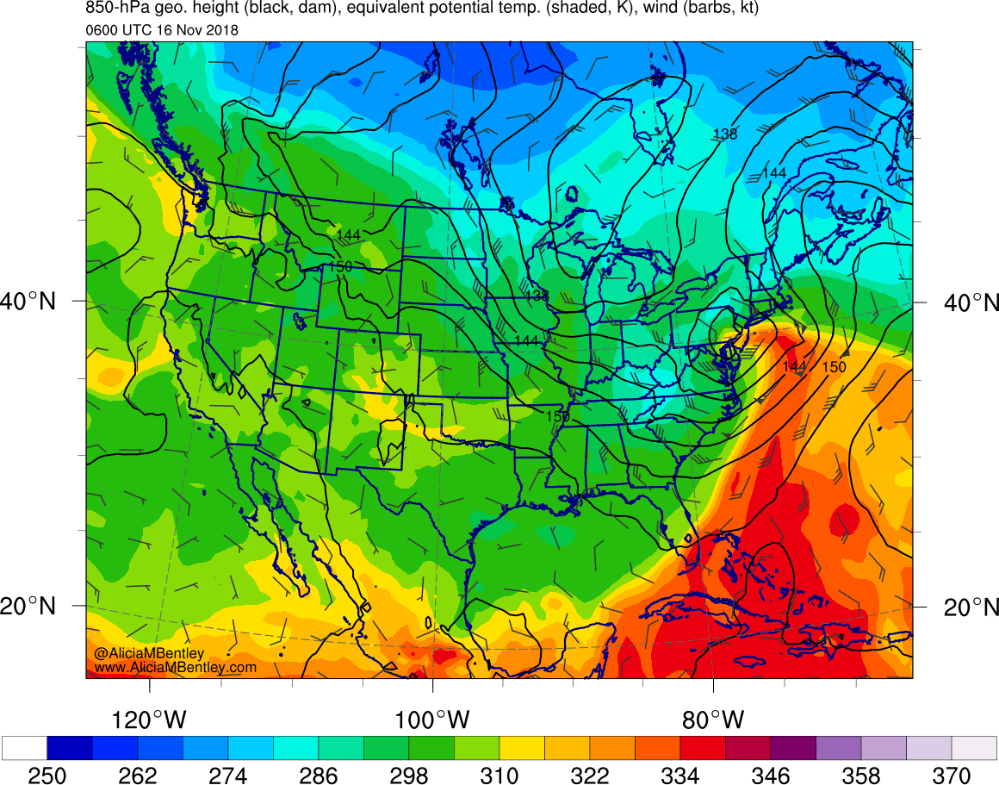 850-hPa geo. height (black, dam), equivalent potential temp. (shaded, K), wind (barbs, kt)
0600 UTC 16 Nov 2018
138
144
144
150
138
40°N
40°N
144
144
150
150
20°N
20°N
@AliciaMBentley
www.AliciaMBentley.com
120°W
100°W
80°W
250
262
274
286
298
310
322
334
346
358
370